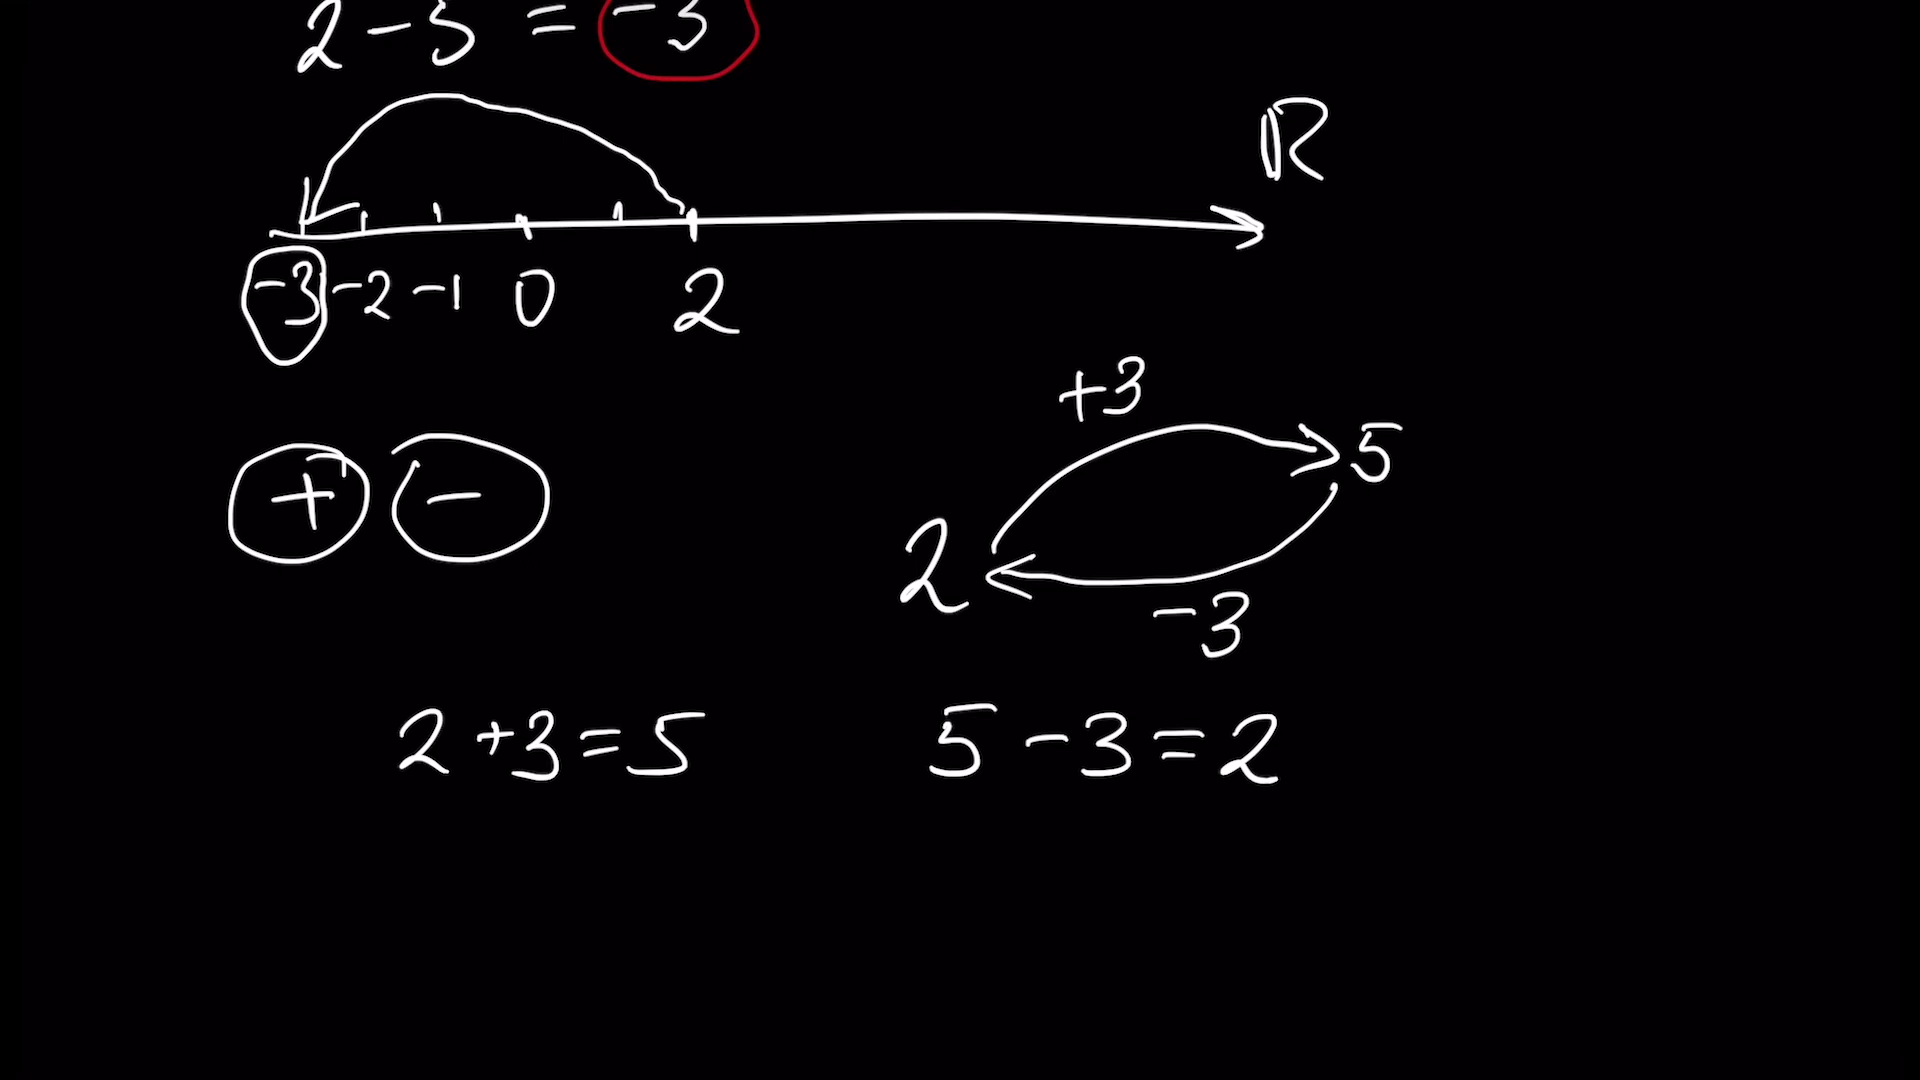 2 - 5 = -3
R
-3 -2 -1 0 2
+3
+ - 5
2
-3
2 + 3 = 5 5 - 3 = 2